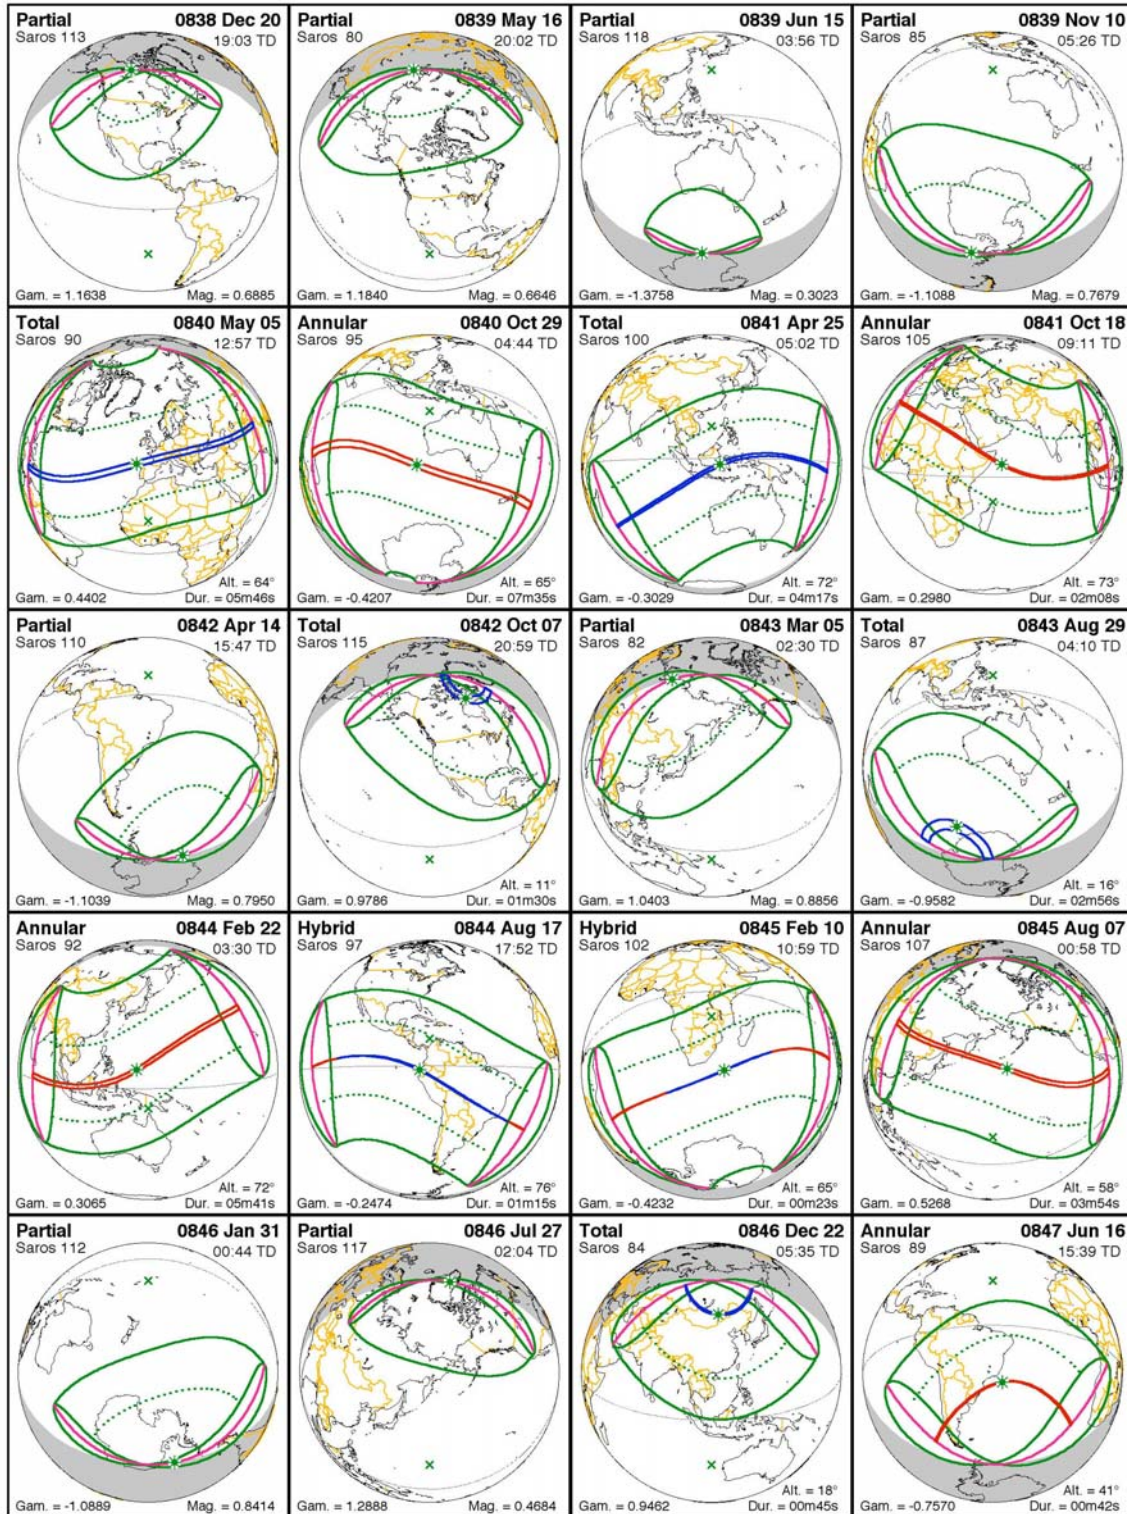 Partial 0838 Dec 20
Saros 113 19:03 TD
Gam. = 1.1638 Mag. = 0.6885
Partial 0839 May 16
Saros 80 20:02 TD
Gam. = 1.1840 Mag. = 0.6646
Partial 0839 Jun 15
Saros 118 03:56 TD
Gam. = -1.3758 Mag. = 0.3023
Partial 0839 Nov 10
Saros 85 05:26 TD
Gam. = -1.1088 Mag. = 0.7679
Total 0840 May 05
Saros 90 12:57 TD
Alt. = 64°
Gam. = 0.4402 Dur. = 05m46s
Annular 0840 Oct 29
Saros 95 04:44 TD
Alt. = 65°
Gam. = -0.4207 Dur. = 07m35s
Total 0841 Apr 25
Saros 100 05:02 TD
Alt. = 72°
Gam. = -0.3029 Dur. = 04m17s
Annular 0841 Oct 18
Saros 105 09:11 TD
Alt. = 73°
Gam. = 0.2980 Dur. = 02m08s
Partial 0842 Apr 14
Saros 110 15:47 TD
Gam. = -1.1039 Mag. = 0.7950
Total 0842 Oct 07
Saros 115 20:59 TD
Alt. = 11°
Gam. = 0.9786 Dur. = 01m30s
Partial 0843 Mar 05
Saros 82 02:30 TD
Gam. = 1.0403 Mag. = 0.8856
Total 0843 Aug 29
Saros 87 04:10 TD
Alt. = 16°
Gam. = -0.9582 Dur. = 02m56s
Annular 0844 Feb 22
Saros 92 03:30 TD
Alt. = 72°
Gam. = 0.3065 Dur. = 05m41s
Hybrid 0844 Aug 17
Saros 97 17:52 TD
Alt. = 76°
Gam. = -0.2474 Dur. = 01m15s
Hybrid 0845 Feb 10
Saros 102 10:59 TD
Alt. = 65°
Gam. = -0.4232 Dur. = 00m23s
Annular 0845 Aug 07
Saros 107 00:58 TD
Alt. = 58°
Gam. = 0.5268 Dur. = 03m54s
Partial 0846 Jan 31
Saros 112 00:44 TD
Gam. = -1.0889 Mag. = 0.8414
Partial 0846 Jul 27
Saros 117 02:04 TD
Gam. = 1.2888 Mag. = 0.4684
Total 0846 Dec 22
Saros 84 05:35 TD
Alt. = 18°
Gam. = 0.9462 Dur. = 00m45s
Annular 0847 Jun 16
Saros 89 15:39 TD
Alt. = 41°
Gam. = -0.7570 Dur. = 00m42s